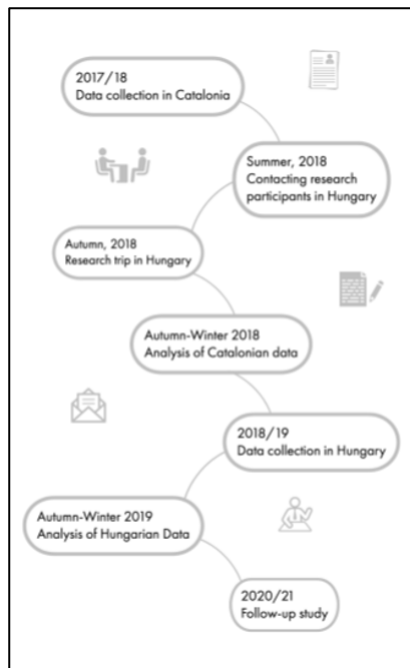 2017/18
Data collection in Catalonia
Summer, 2018
Contacting research
participants in Hungary
Autumn, 2018
Research trip in Hungary
Autumn-Winter 2018
Analysis of Catalonian data
2018/19
Data collection in Hungary
Autumn-Winter 2019
Analysis of Hungarian Data
2020/21
Follow-up study